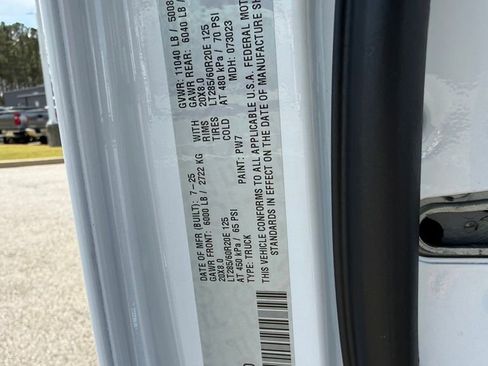 DATE OF MFR (BUILT): 7-25 GVWR: 11040 LB / 5008
GAWR FRONT: 6000 LB / 2722 KG WITH GAWR REAR: 6040 LB /
20X8.0 RIMS 20X8.0
LT285/60R20E 125 TIRES LT285/60R20E 125
AT 450 kPa / 65 PSI COLD AT 480 kPa / 70 PSI
TYPE: TRUCK PAINT: PW7 MDH: 073023
THIS VEHICLE CONFORMS TO ALL APPLICABLE U.S.A. FEDERAL MOTOR
STANDARDS IN EFFECT ON THE DATE OF MANUFACTURE SH